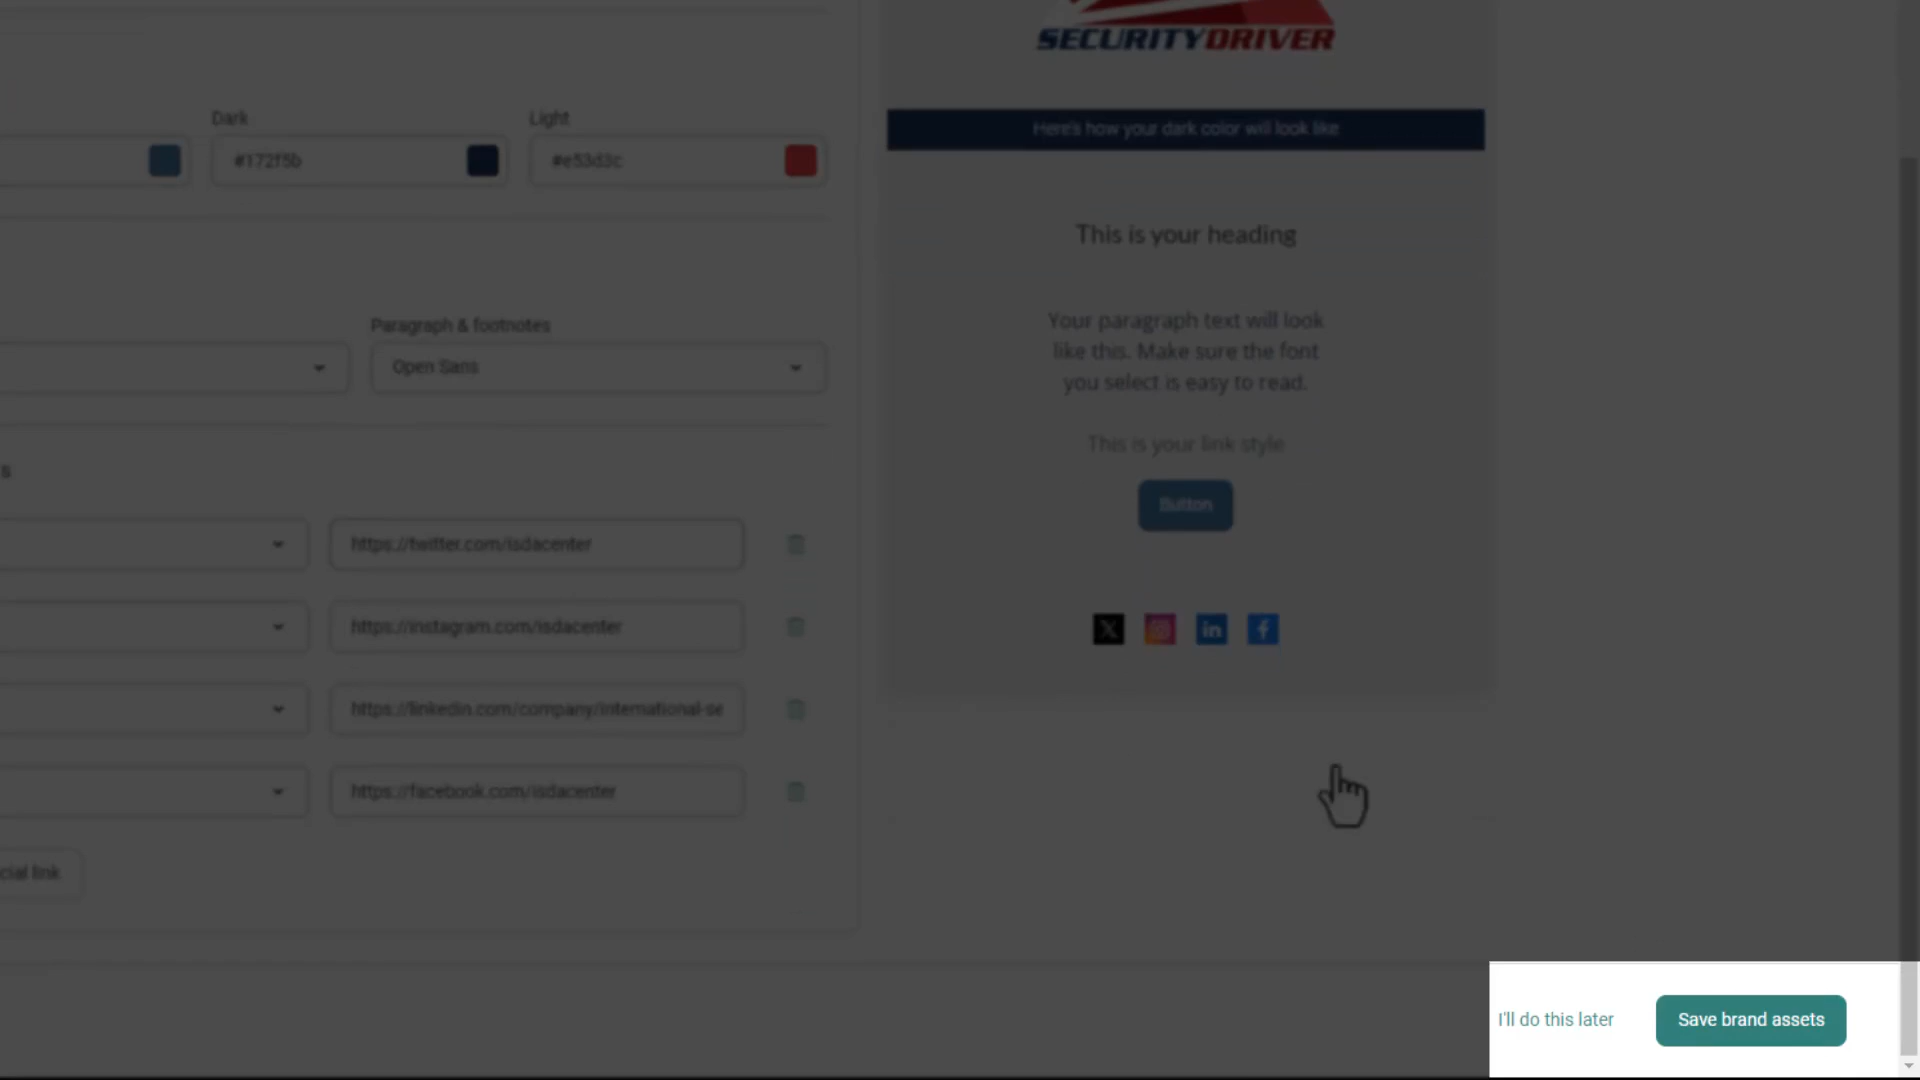 SECURITYDRIVER
Dark
Light
#172f5b
#e53d3c
Here's how your dark color will look like
This is your heading
Paragraph & footnotes
Open Sans
Your paragraph text will look
like this. Make sure the font
you select is easy to read.
This is your link style
Button
s
https://twitter.com/isdacenter
https://instagram.com/isdacenter
https://linkedin.com/company/international-se
https://facebook.com/isdacenter
cial link
I'll do this later
Save brand assets